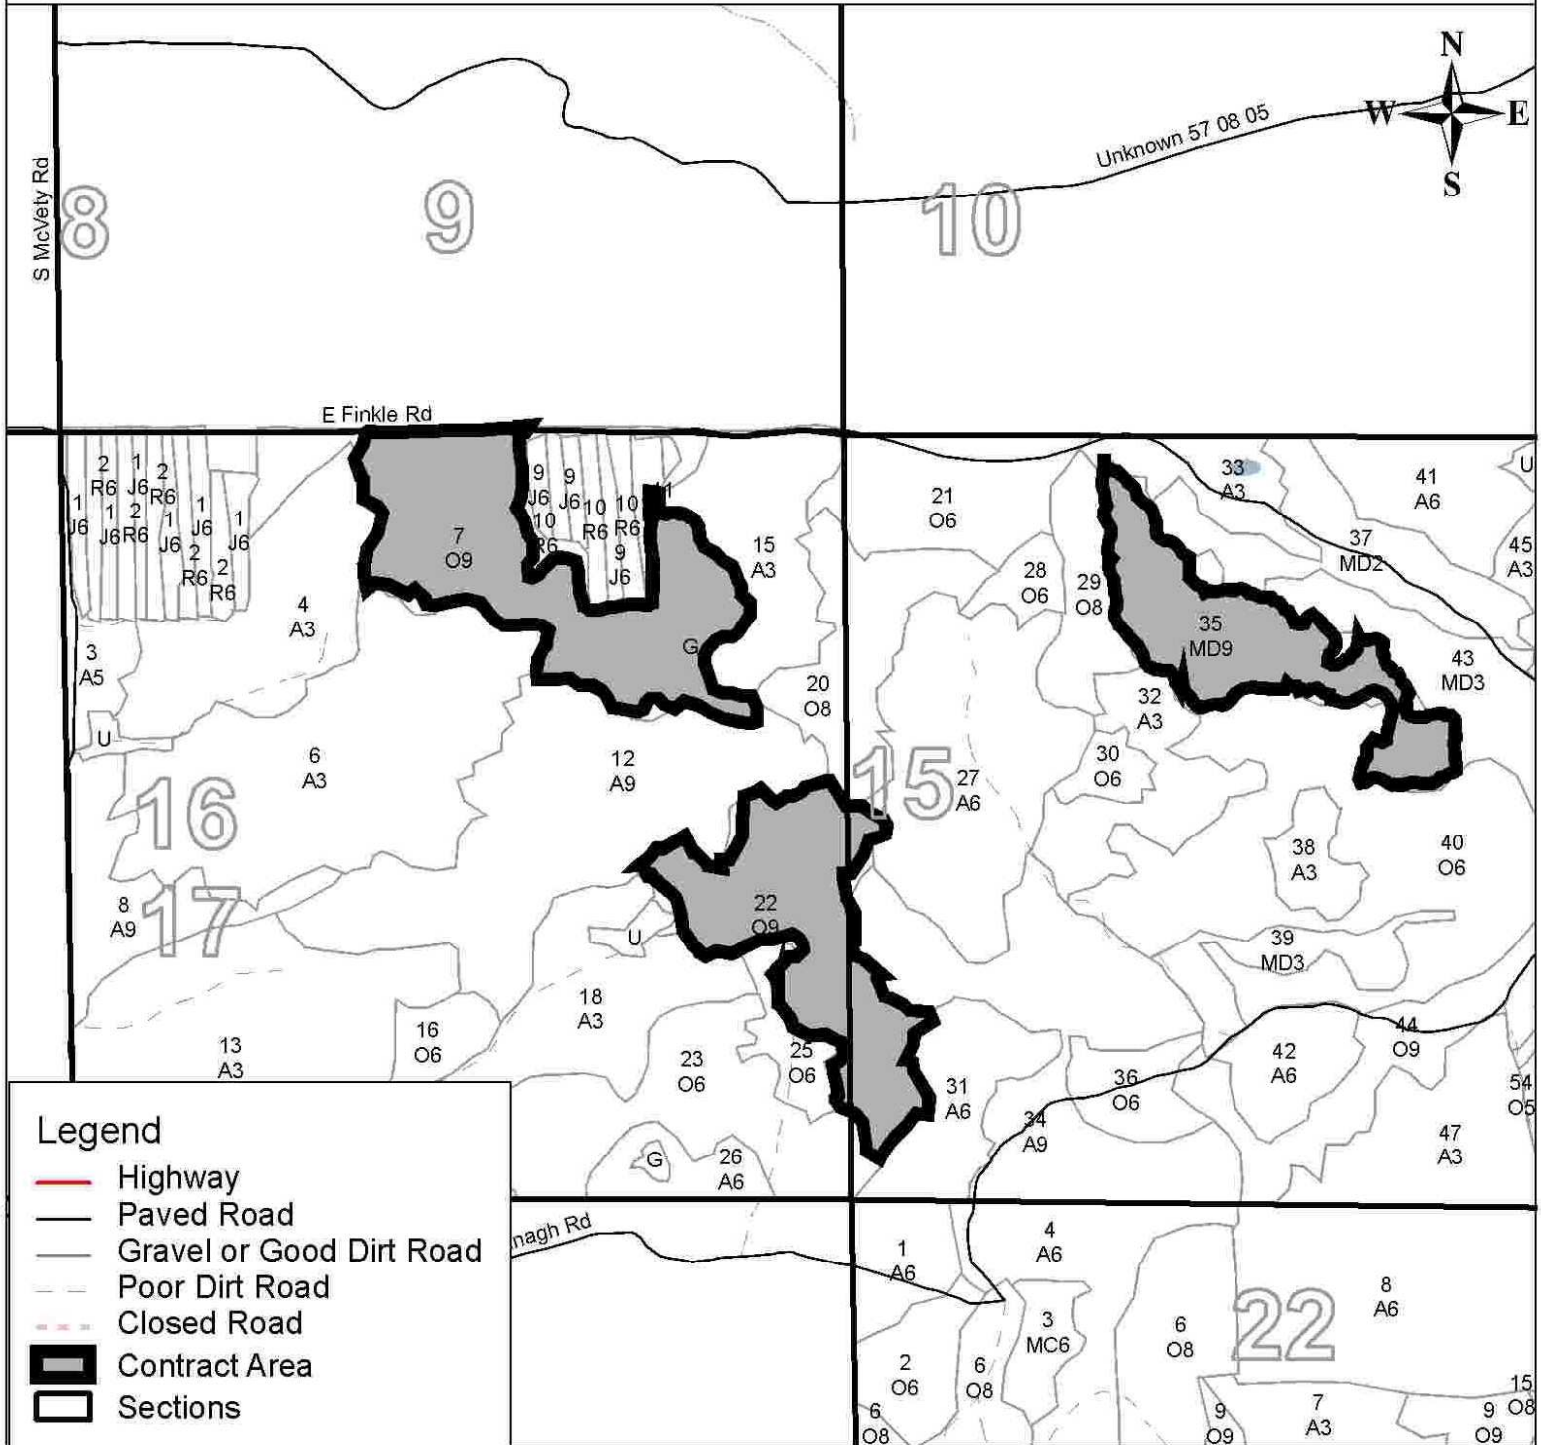 N
W
E
S
Unknown 57 08 05
S McVety Rd
8
9
10
E Finkle Rd
2
R6
1
J6
2
R6
1
J6
1
J6
2
R6
1
J6
1
J6
1
J6
2
R6
2
R6
9
J6
9
J6
10
R6
10
R6
10
R6
9
J6
7
O9
15
A3
21
O6
33
A3
41
A6
U
37
MD2
45
A3
28
O6
29
O8
4
A3
3
A5
G
35
MD9
43
MD3
20
O8
32
A3
U
6
A3
12
A9
30
O6
27
A6
16
15
38
A3
40
O6
8
A9
17
22
O9
U
39
MD3
18
A3
16
O6
13
A3
23
O6
25
O6
31
A6
36
O6
34
A9
42
A6
44
O9
54
O5
47
A3
G
26
A6
nagh Rd
1
A6
4
A6
8
A6
3
MC6
6
O8
22
2
O6
6
O8
6
O8
9
O9
7
A3
9
O9
15
O8
Legend
Highway
Paved Road
Gravel or Good Dirt Road
Poor Dirt Road
Closed Road
Contract Area
Sections